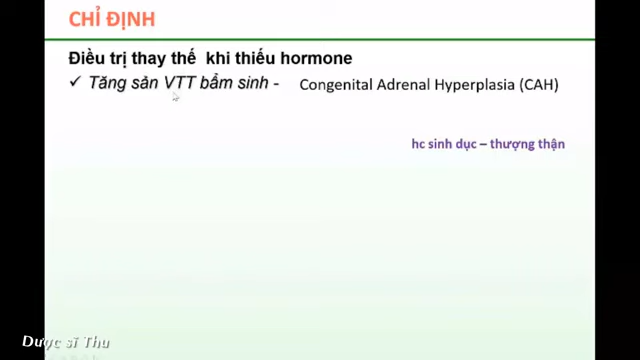 CHỈ ĐỊNH
Điều trị thay thế khi thiếu hormone
✓ Tăng sản VTT bẩm sinh - Congenital Adrenal Hyperplasia (CAH)
hc sinh dục – thượng thận
Dược sĩ Thu